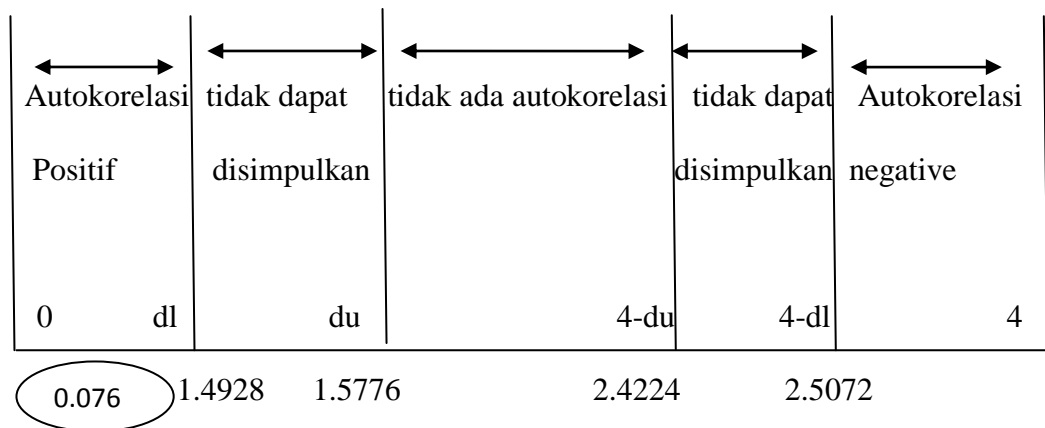 Autokorelasi tidak dapat tidak ada autokorelasi tidak dapat Autokorelasi
Positif disimpulkan disimpulkan negative
0 dl du 4-du 4-dl 4
0.076 1.4928 1.5776 2.4224 2.5072